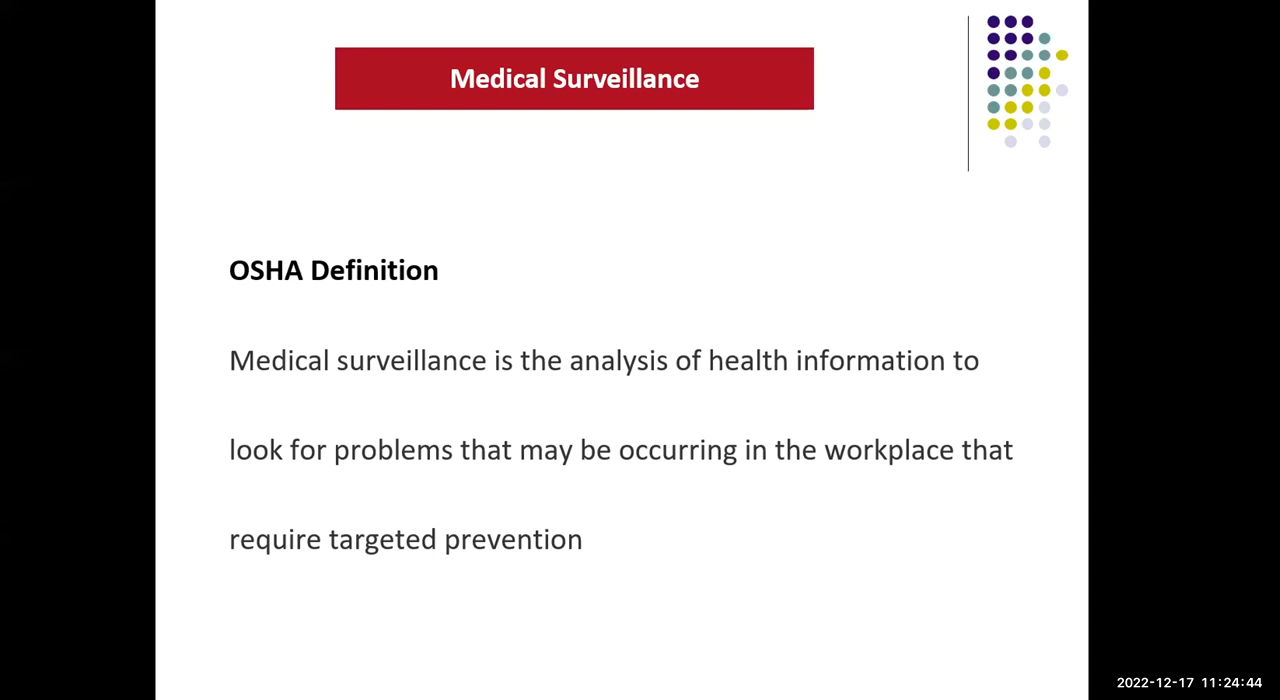 Medical Surveillance
OSHA Definition
Medical surveillance is the analysis of health information to
look for problems that may be occurring in the workplace that
require targeted prevention
2022-12-17 11:24:44